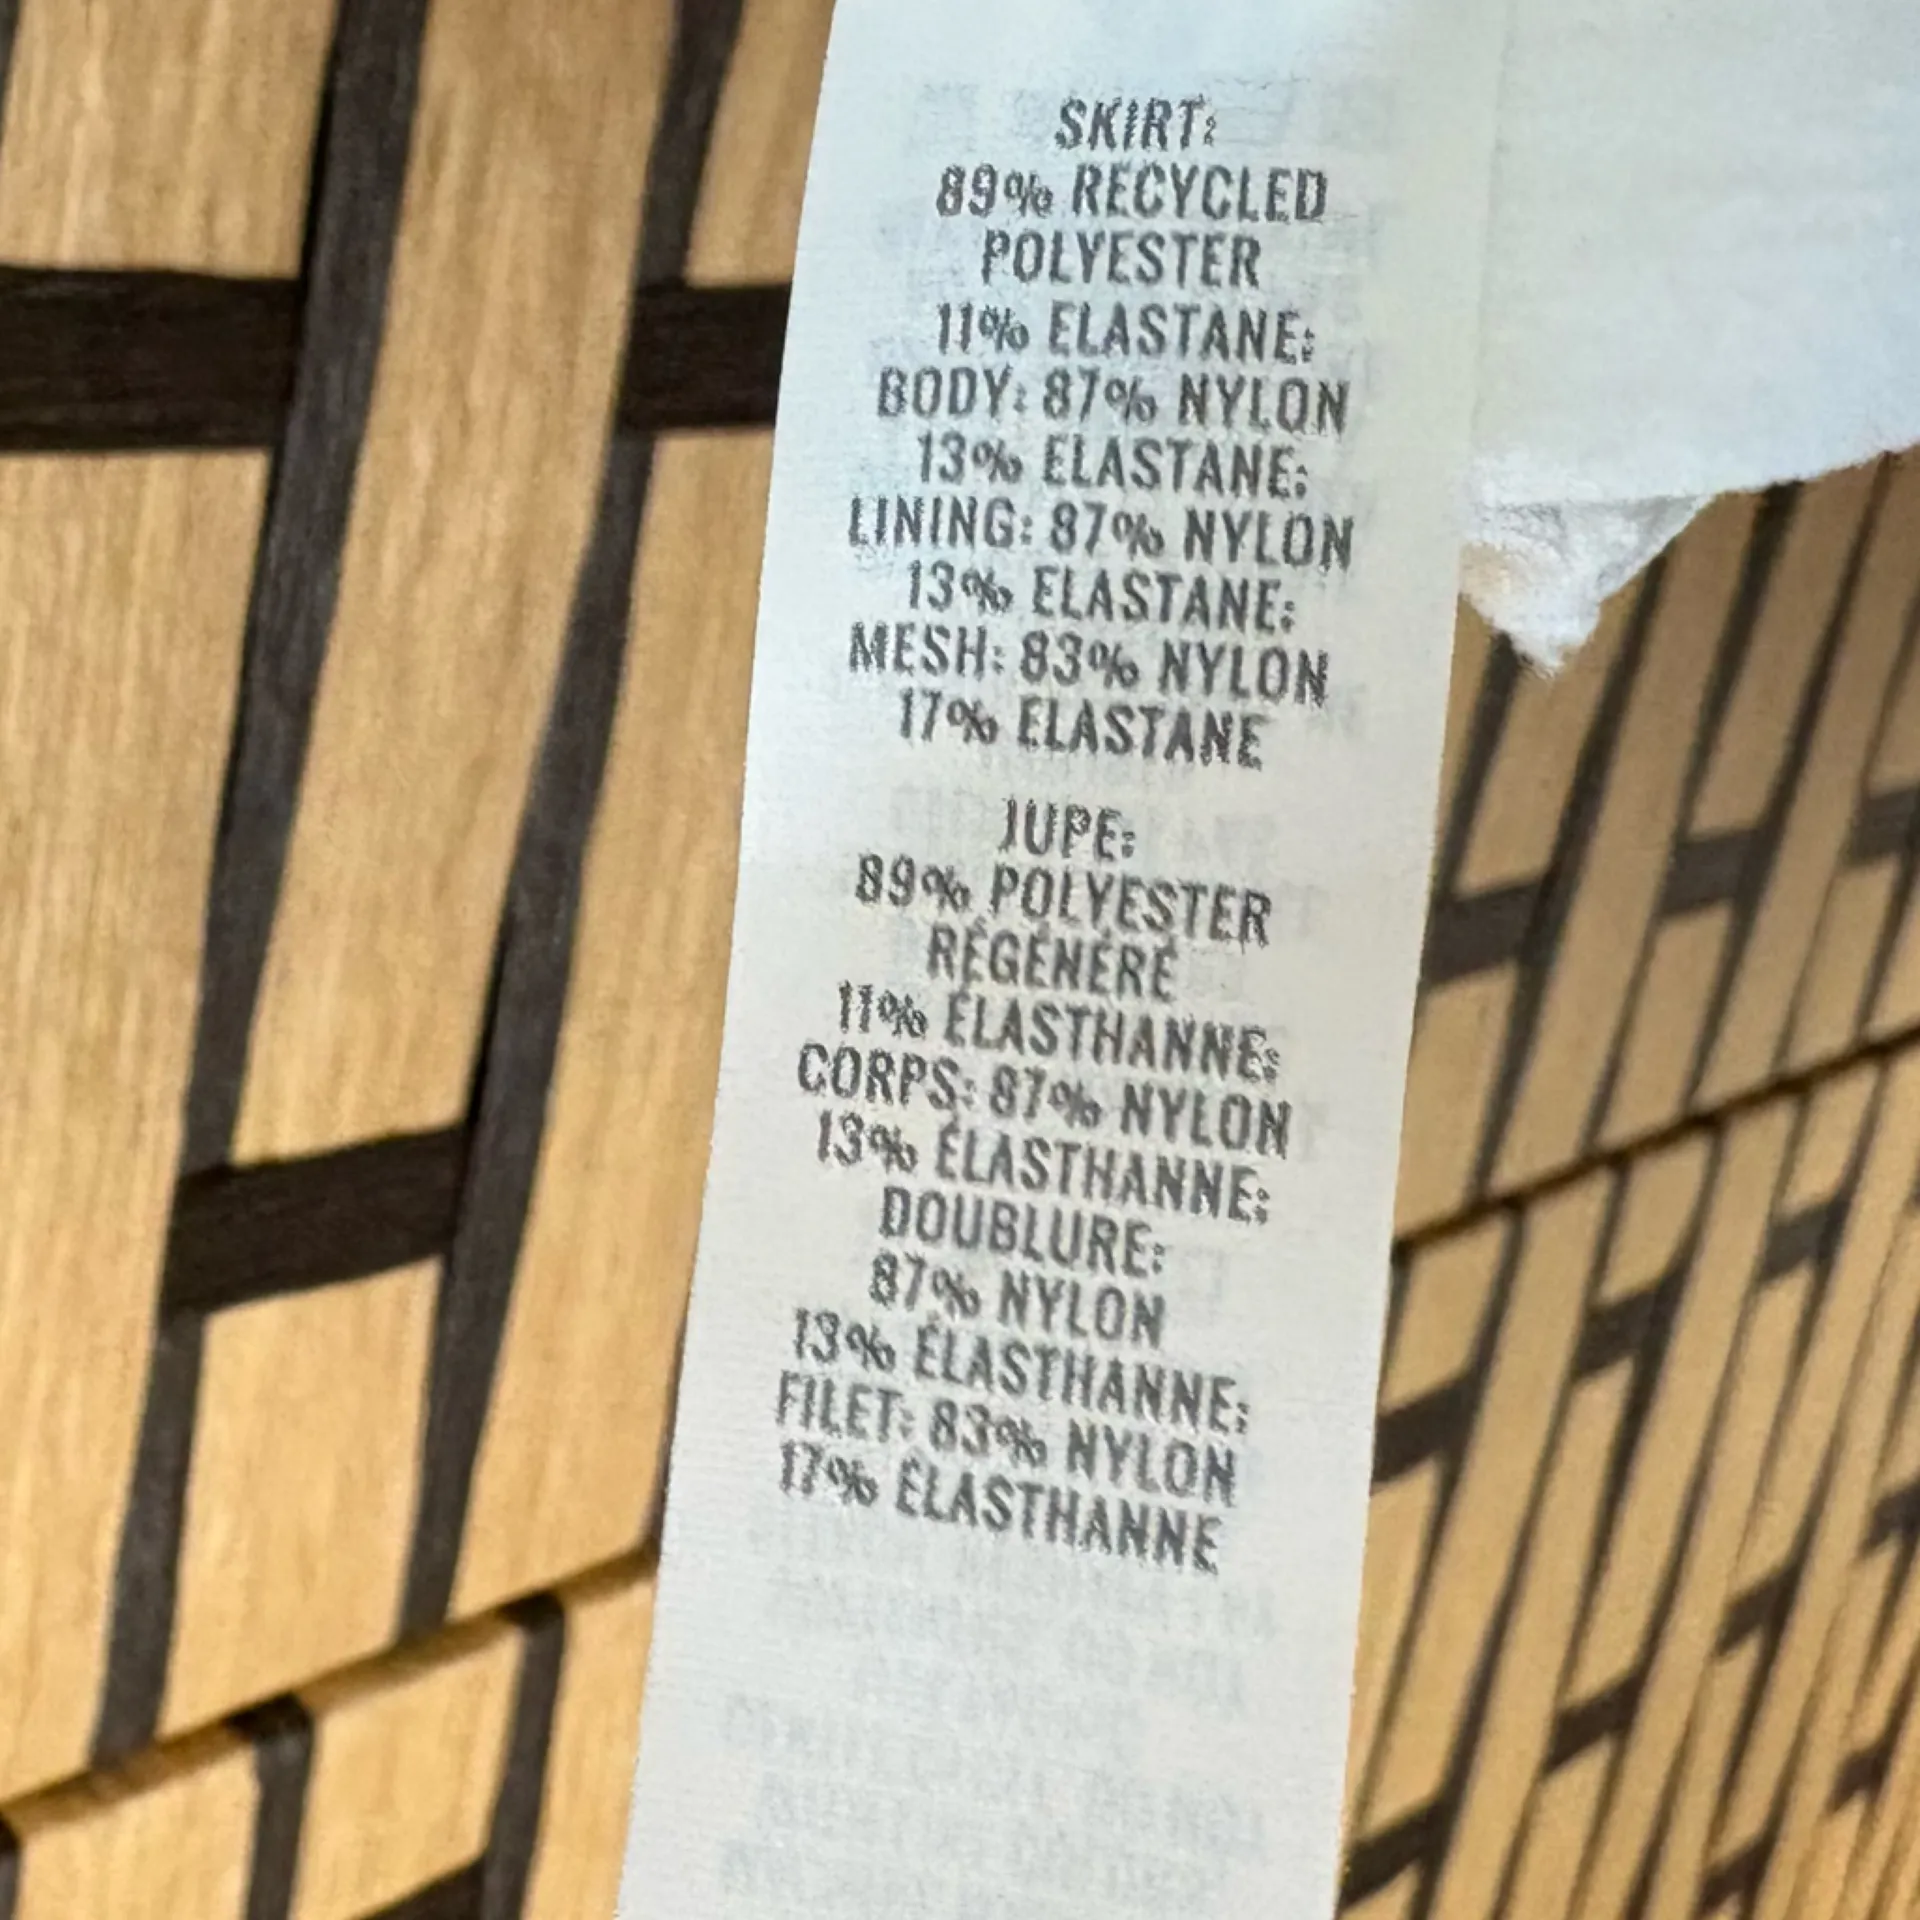 SKIRT:
89% RECYCLED
POLYESTER
11% ELASTANE;
BODY: 87% NYLON
13% ELASTANE;
LINING: 87% NYLON
13% ELASTANE;
MESH: 83% NYLON
17% ELASTANE
JUPE:
89% POLYESTER
RÉGÉNÉRÉ
11% ÉLASTHANNE;
CORPS: 87% NYLON
13% ÉLASTHANNE;
DOUBLURE:
87% NYLON
13% ÉLASTHANNE;
FILET: 83% NYLON
17% ÉLASTHANNE